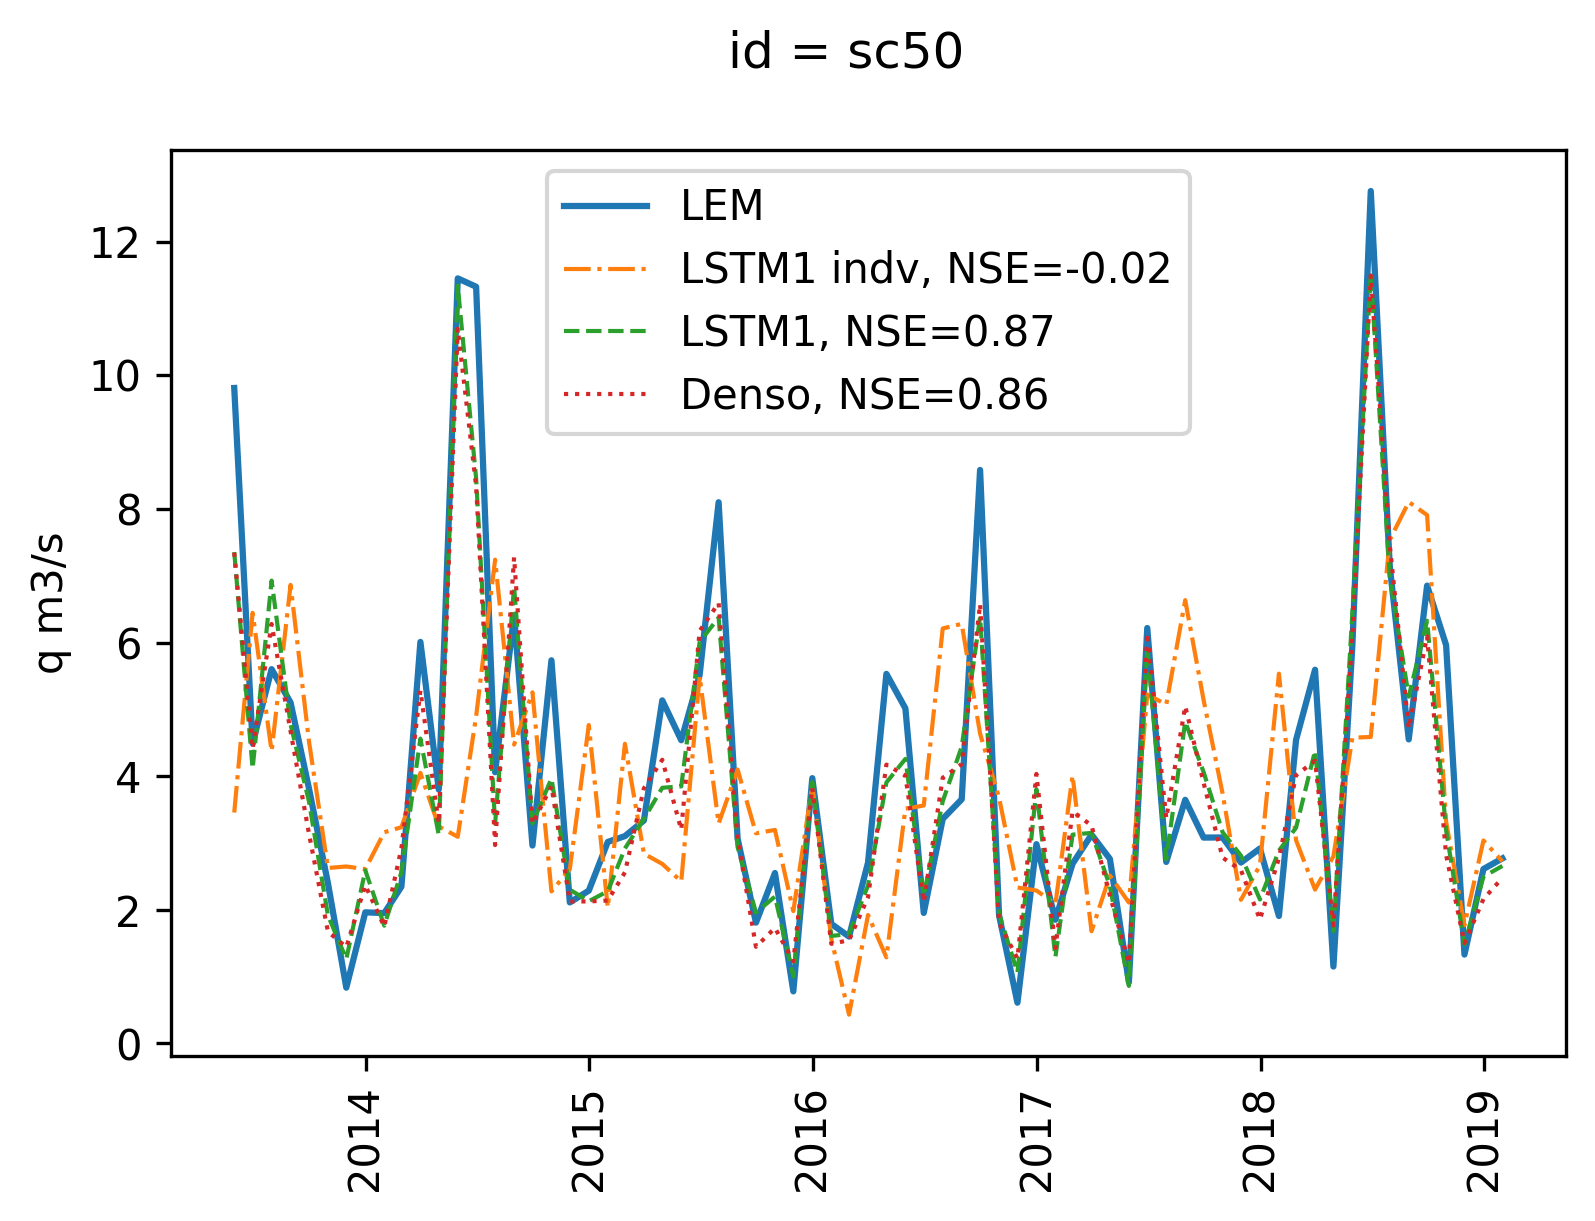 id = sc50
LEM
LSTM1 indv, NSE=-0.02
LSTM1, NSE=0.87
Denso, NSE=0.86
q m3/s
12
10
8
6
4
2
0
2014
2015
2016
2017
2018
2019